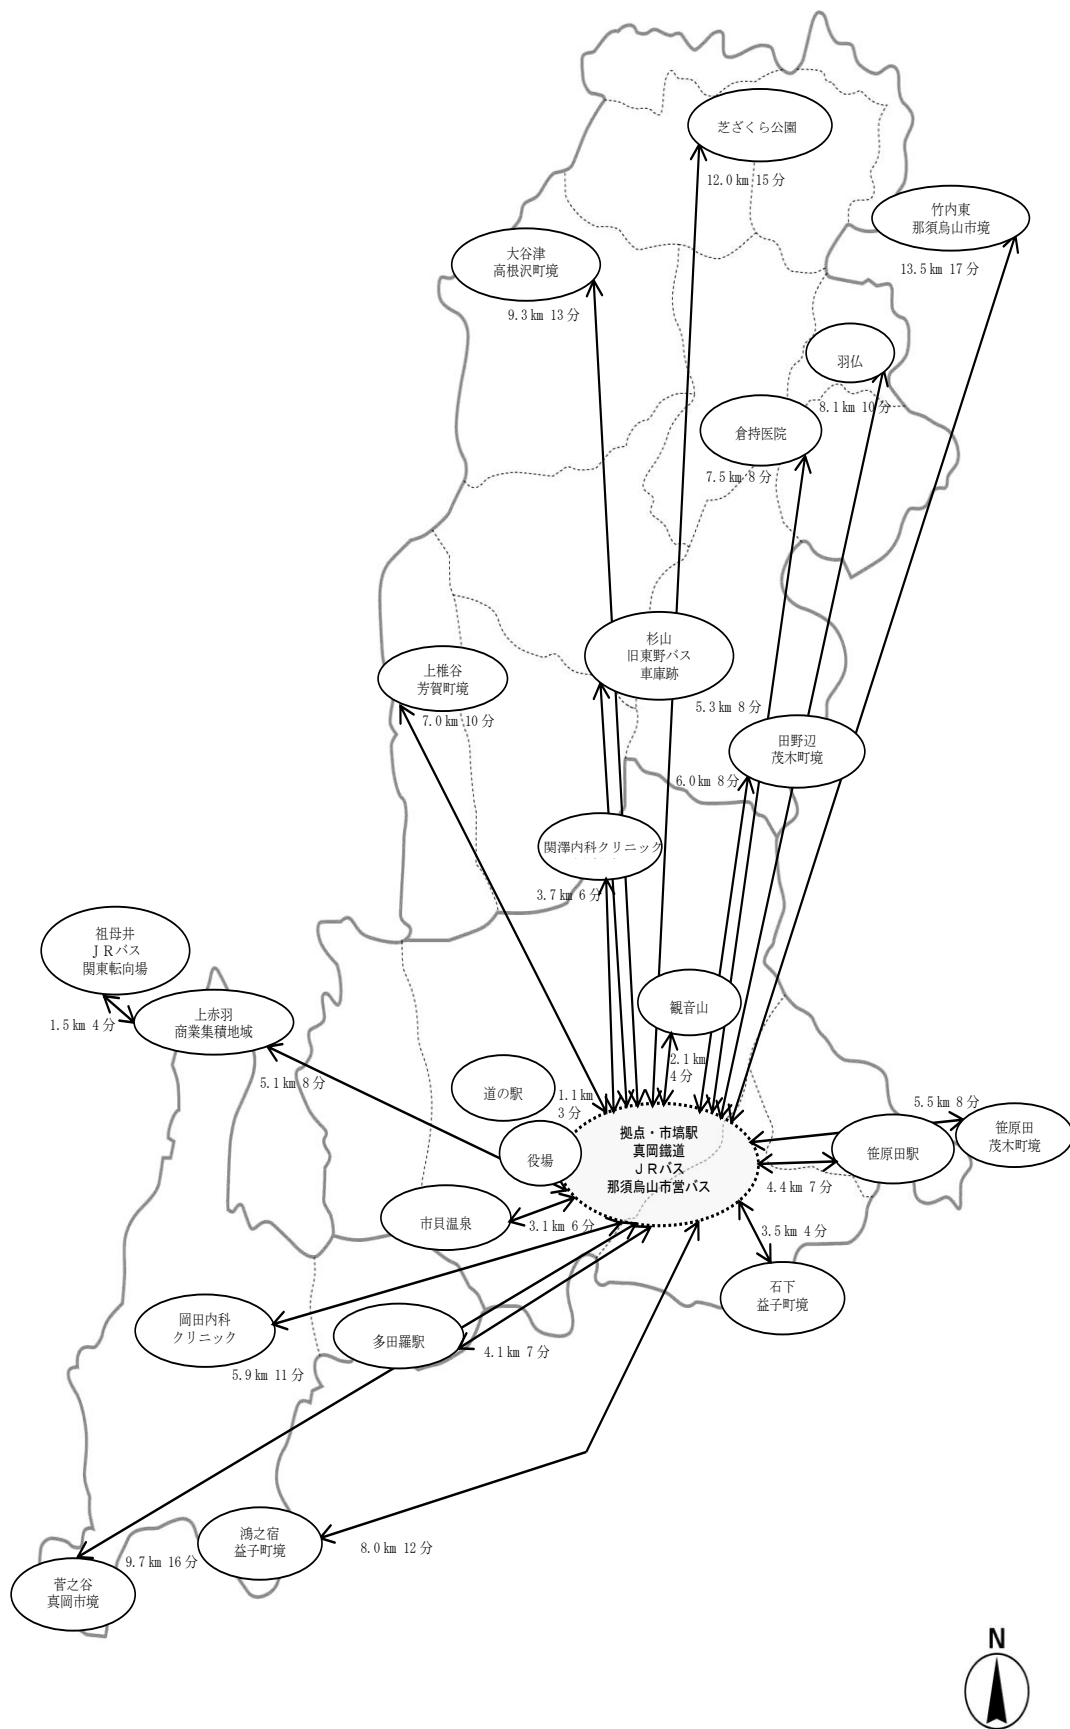 芝ざくら公園
12.0㎞ 15分
竹内東
那須烏山市境
13.5㎞ 17分
大谷津
高根沢町境
9.3㎞ 13分
羽仏
8.1㎞ 10分
倉持医院
7.5㎞ 8分
杉山
旧東野バス
車庫跡
5.3㎞ 8分
上椎谷
芳賀町境
7.0㎞ 10分
田野辺
茂木町境
6.0㎞ 8分
関澤内科クリニック
3.7㎞ 6分
祖母井
JRバス
関東転向場
1.5㎞ 4分
上赤羽
商業集積地域
5.1㎞ 8分
観音山
2.1㎞
4分
道の駅
1.1㎞
3分
役場
拠点・市塙駅
真岡鐵道
JRバス
那須烏山市営バス
5.5㎞ 8分
笹原田
茂木町境
笹原田駅
4.4㎞ 7分
市貝温泉
3.1㎞ 6分
3.5㎞ 4分
石下
益子町境
岡田内科
クリニック
5.9㎞ 11分
多田羅駅
4.1㎞ 7分
鴻之宿
益子町境
8.0㎞ 12分
9.7㎞ 16分
菅之谷
真岡市境
N